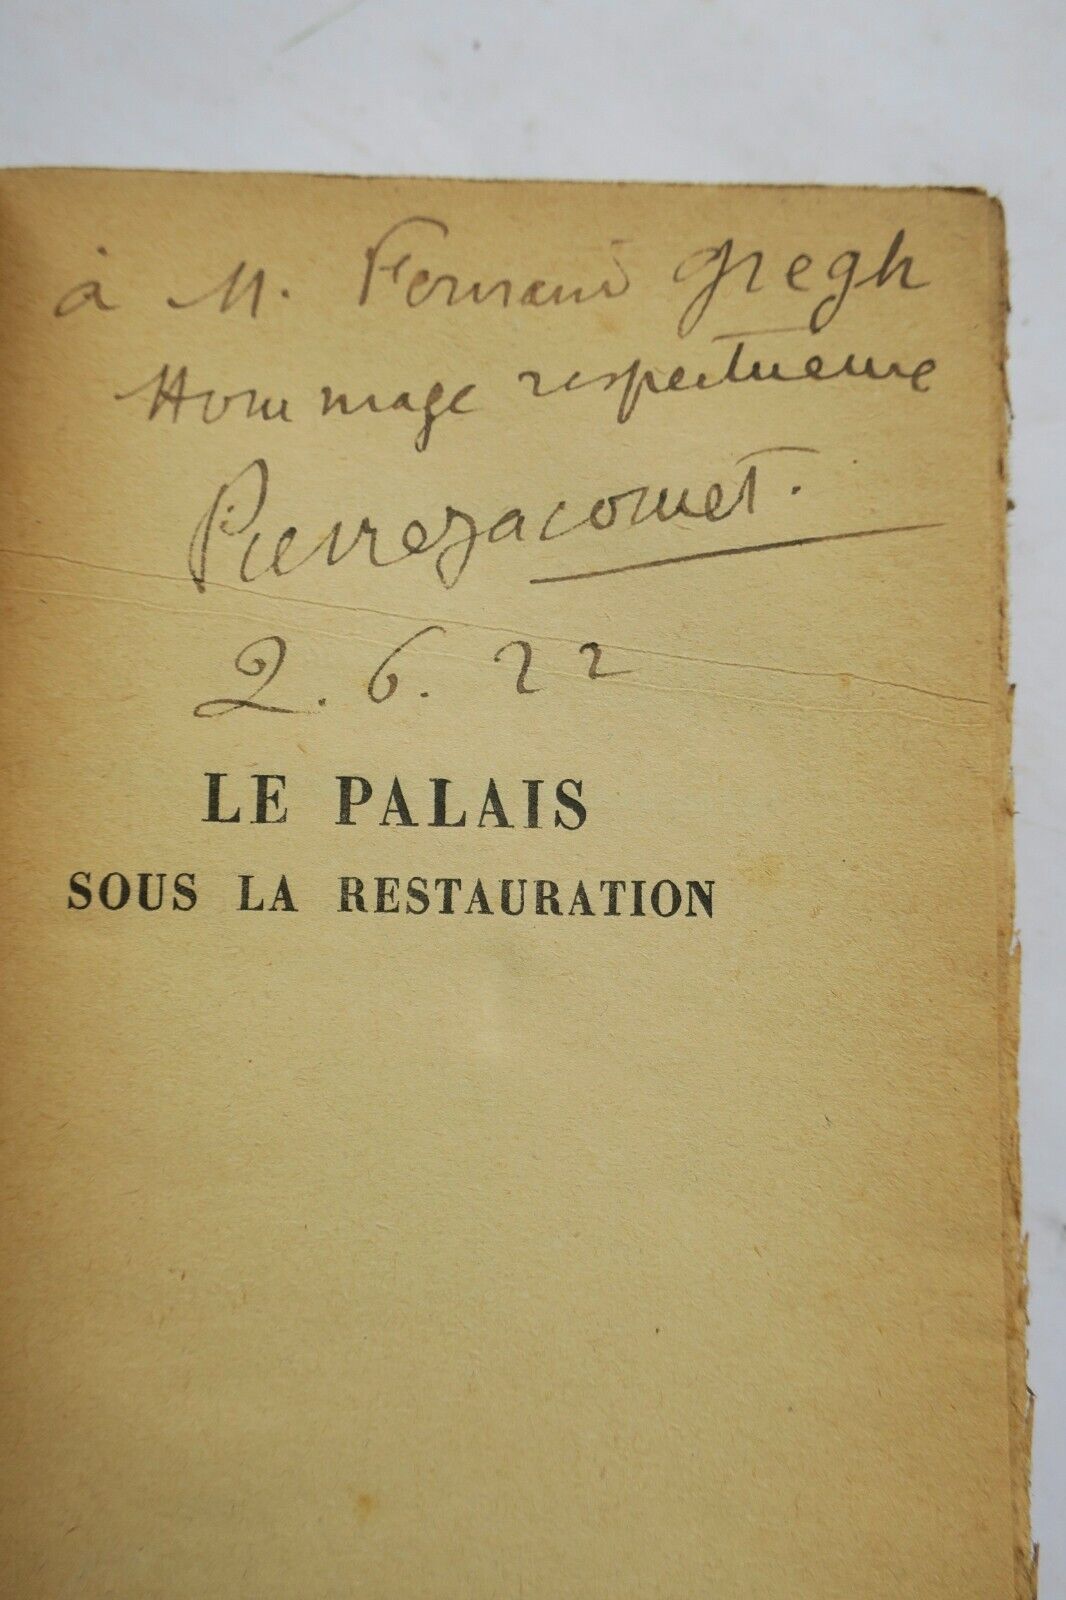 à M. Fernand Gregh
Hommage respectueux
Pierre Jacomet.
2. 6. 22
LE PALAIS
SOUS LA RESTAURATION